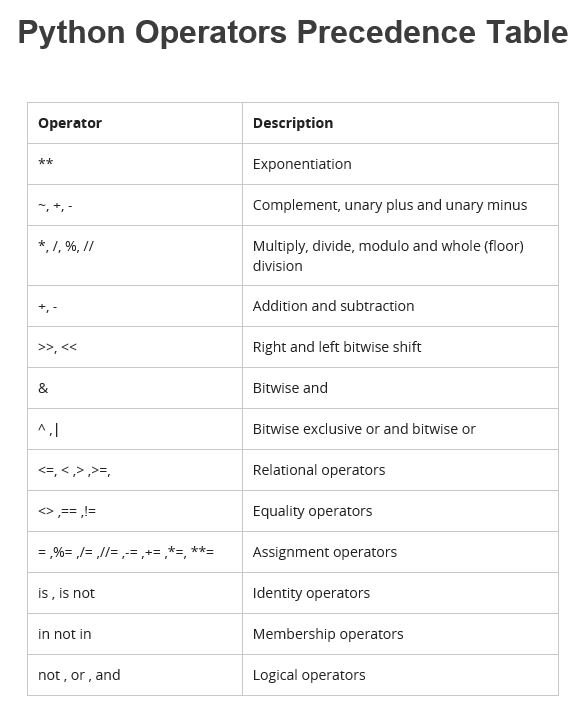 Python Operators Precedence Table
Operator Description
** Exponentiation
~, +, - Complement, unary plus and unary minus
*, /, %, // Multiply, divide, modulo and whole (floor)
division
+, - Addition and subtraction
>>, << Right and left bitwise shift
& Bitwise and
^ ,| Bitwise exclusive or and bitwise or
<=, < ,> ,>=, Relational operators
<> ,== ,!= Equality operators
= ,%= ,/= ,//= ,-= ,+= ,*=, **= Assignment operators
is , is not Identity operators
in not in Membership operators
not , or , and Logical operators